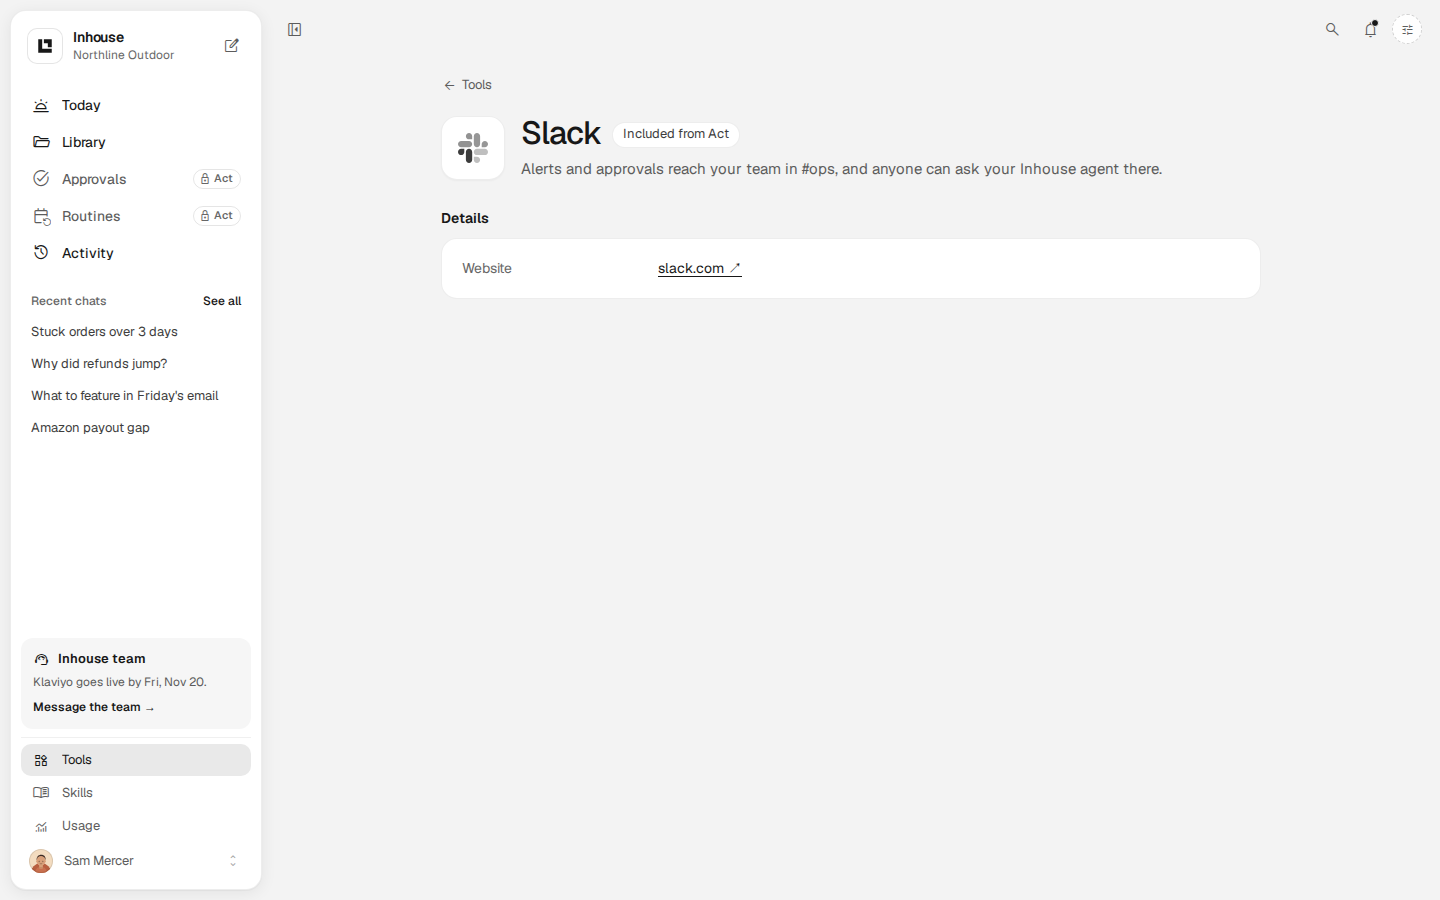 Inhouse
Northline Outdoor
Today
Library
Approvals Act
Routines Act
Activity
Recent chats See all
Stuck orders over 3 days
Why did refunds jump?
What to feature in Friday's email
Amazon payout gap
Inhouse team
Klaviyo goes live by Fri, Nov 20.
Message the team →
Tools
Skills
Usage
Sam Mercer
← Tools
Slack Included from Act
Alerts and approvals reach your team in #ops, and anyone can ask your Inhouse agent there.
Details
Website slack.com ↗